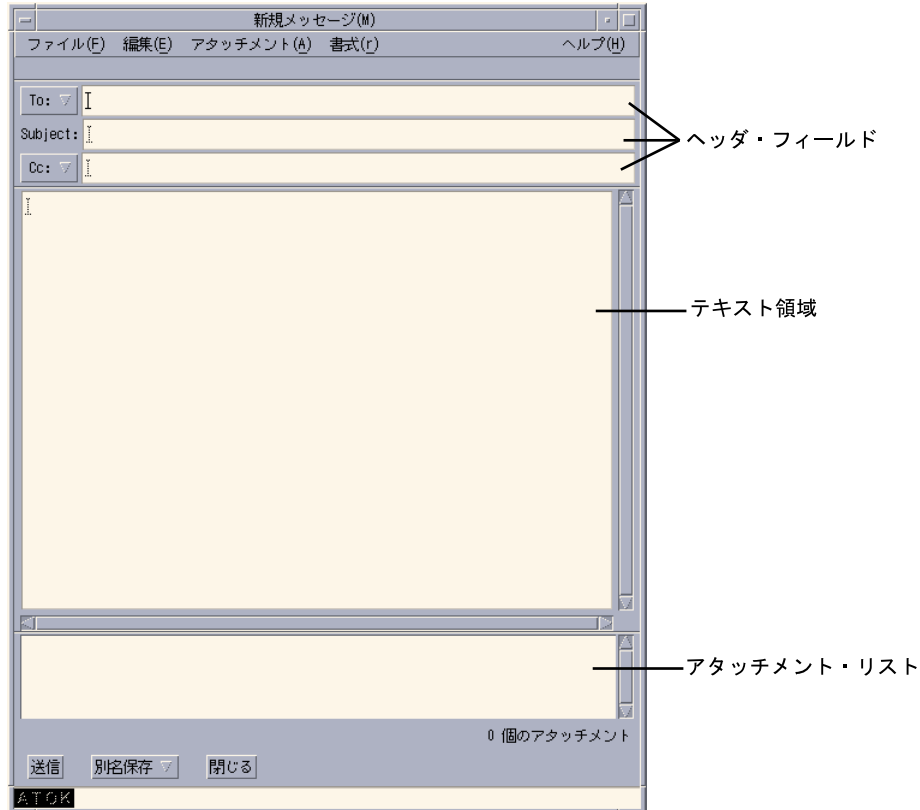 新規メッセージ(M)
ファイル(F) 編集(E) アタッチメント(A) 書式(r) ヘルプ(H)
To:
Subject:
Cc:
ヘッダ・フィールド
テキスト領域
アタッチメント・リスト
0 個のアタッチメント
送信 別名保存 閉じる
ATOK